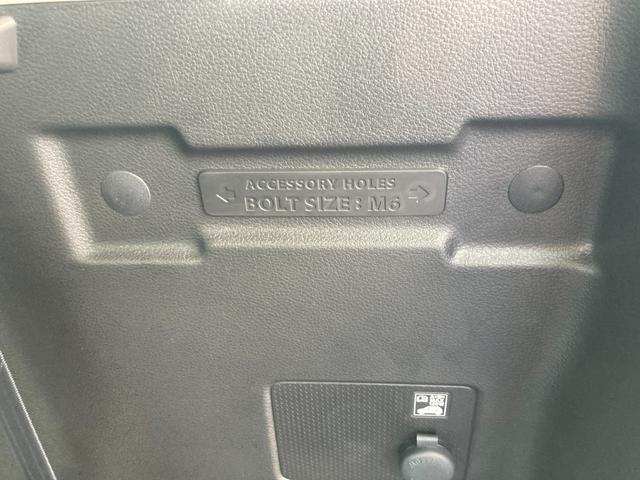 ACCESSORY HOLES
BOLT SIZE : M6